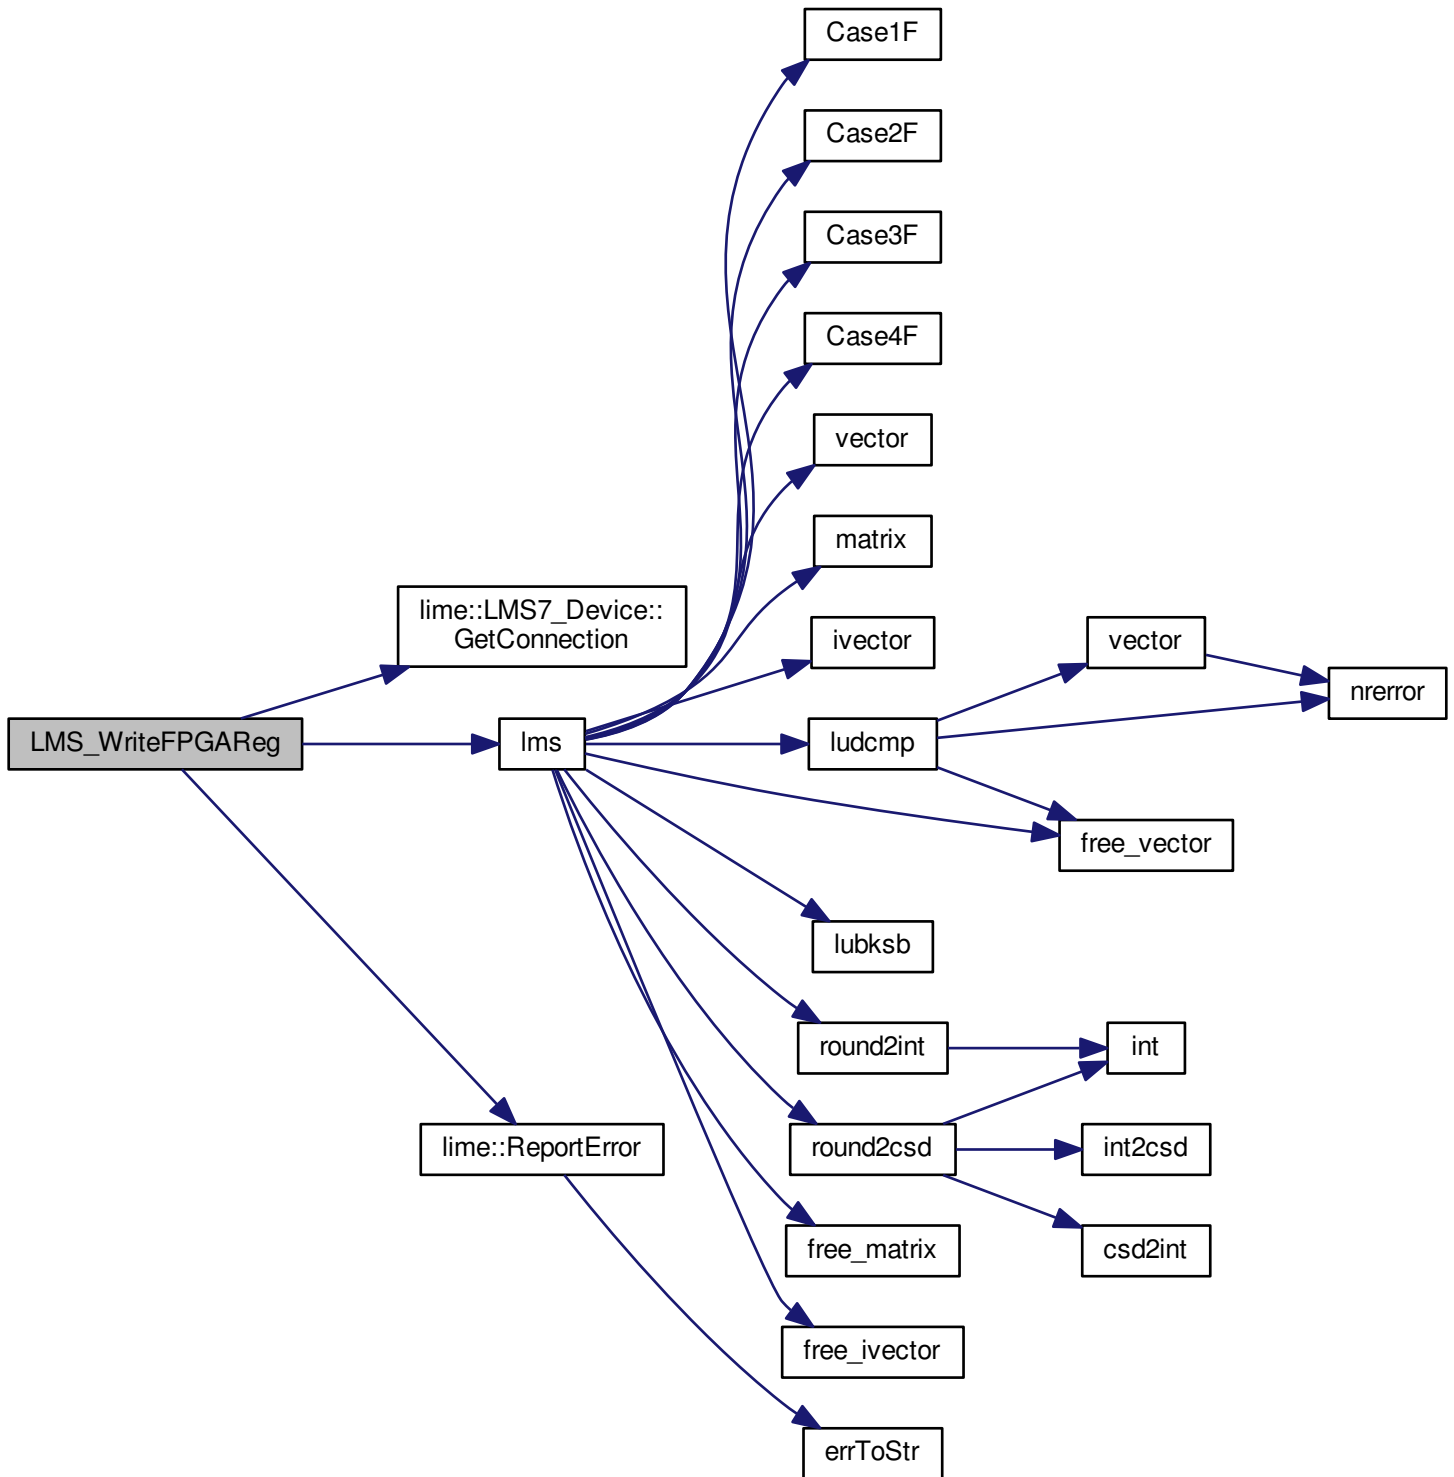 Case1F
Case2F
Case3F
Case4F
vector
matrix
lime::LMS7_Device::
GetConnection
ivector
vector
nrerror
LMS_WriteFPGAReg
lms
ludcmp
free_vector
lubksb
round2int
int
lime::ReportError
round2csd
int2csd
free_matrix
csd2int
free_ivector
errToStr